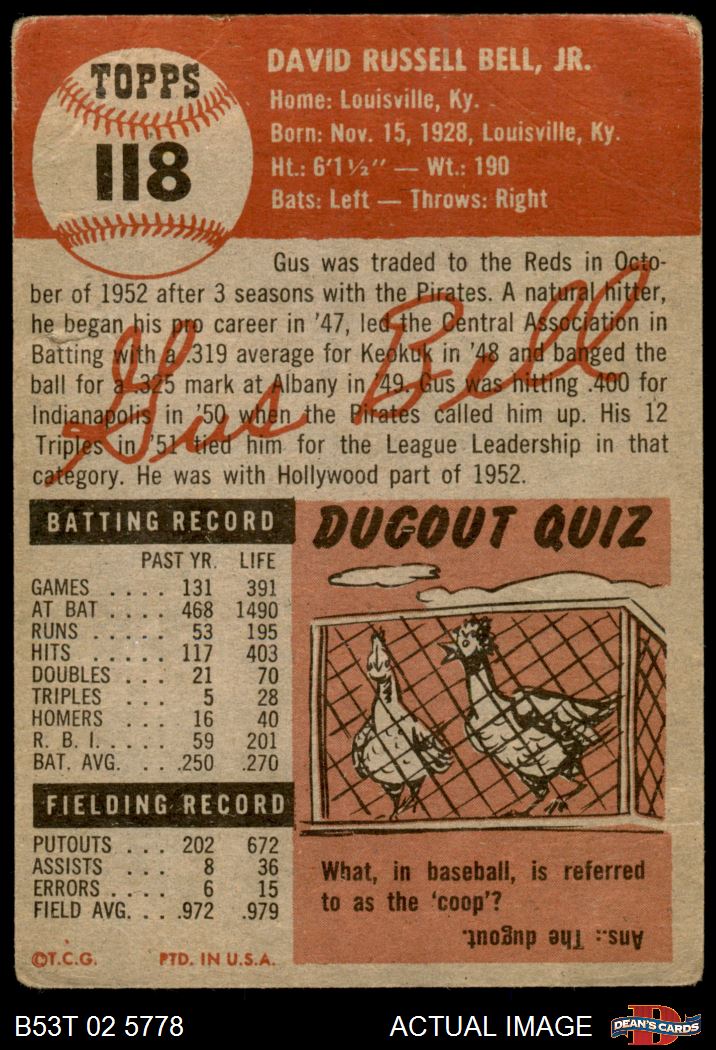 TOPPS
118
DAVID RUSSELL BELL, JR.
Home: Louisville, Ky.
Born: Nov. 15, 1928, Louisville, Ky.
Ht.: 6'1½" — Wt.: 190
Bats: Left — Throws: Right
Gus was traded to the Reds in Octo-
ber of 1952 after 3 seasons with the Pirates. A natural hitter,
he began his pro career in '47, led the Central Association in
Batting with a .319 average for Keokuk in '48 and banged the
ball for a .325 mark at Albany in '49. Gus was hitting .400 for
Indianapolis in '50 when the Pirates called him up. His 12
Triples in '51 tied him for the League Leadership in that
category. He was with Hollywood part of 1952.
Gus Bell
BATTING RECORD
PAST YR. LIFE
GAMES .... 131 391
AT BAT .... 468 1490
RUNS ..... 53 195
HITS ..... 117 403
DOUBLES .... 21 70
TRIPLES .... 5 28
HOMERS .... 16 40
R. B. I. ..... 59 201
BAT. AVG. ... .250 .270
FIELDING RECORD
PUTOUTS ... 202 672
ASSISTS .... 8 36
ERRORS .... 6 15
FIELD AVG. ... .972 .979
©T.C.G. PTD. IN U.S.A.
DUGOUT QUIZ
What, in baseball, is referred
to as the 'coop'?
Ans.: The dugout.
B53T 02 5778
ACTUAL IMAGE
DEAN'S CARDS